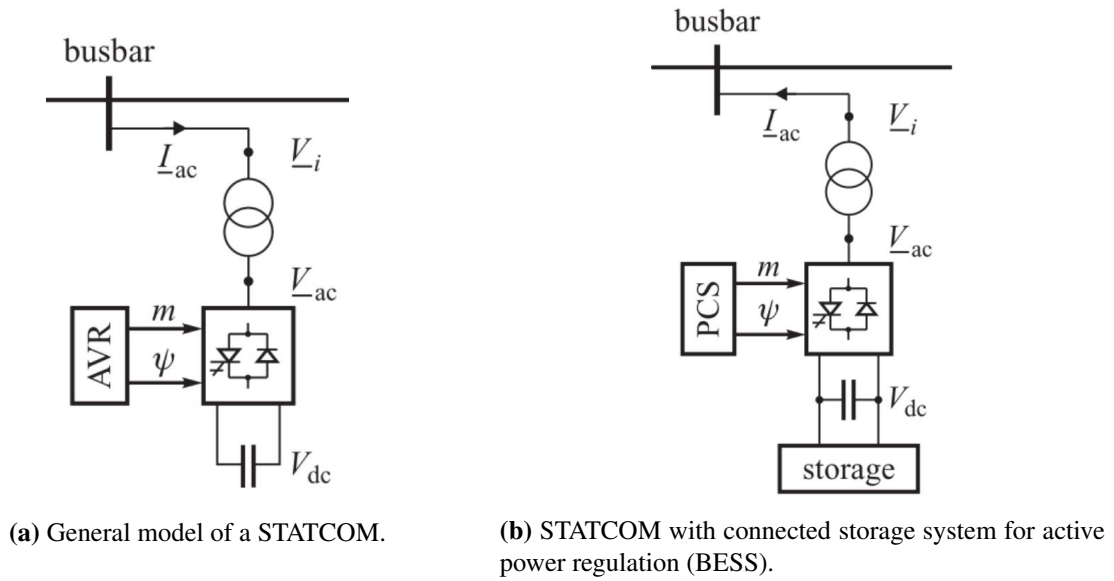 busbar
I_ac
V_i
V_ac
AVR
m
ψ
V_dc
(a) General model of a STATCOM.
busbar
I_ac
V_i
V_ac
PCS
m
ψ
V_dc
storage
(b) STATCOM with connected storage system for active
power regulation (BESS).